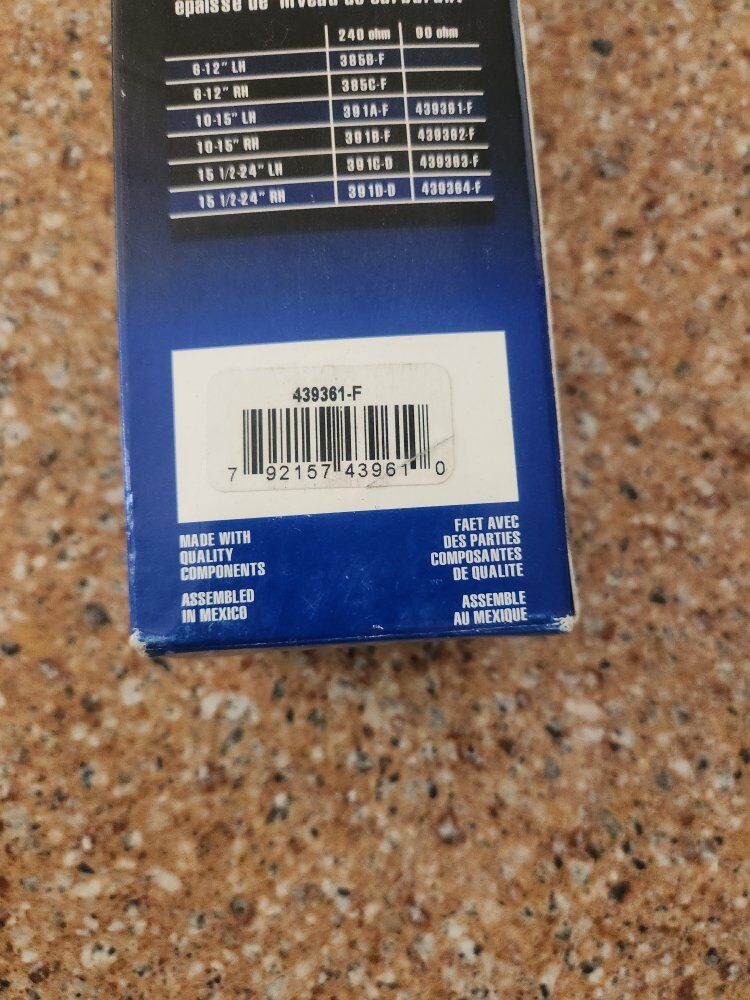 240 ohm 90 ohm
6-12" LH 385B-F
6-12" RH 385C-F
10-15" LH 391A-F 439361-F
10-15" RH 391B-F 439362-F
15 1/2-24" LH 391C-D 439363-F
15 1/2-24" RH 391D-D 439364-F
439361-F
7 92157 43961 0
MADE WITH
QUALITY
COMPONENTS
ASSEMBLED
IN MEXICO
FAET AVEC
DES PARTIES
COMPOSANTES
DE QUALITE
ASSEMBLE
AU MEXIQUE